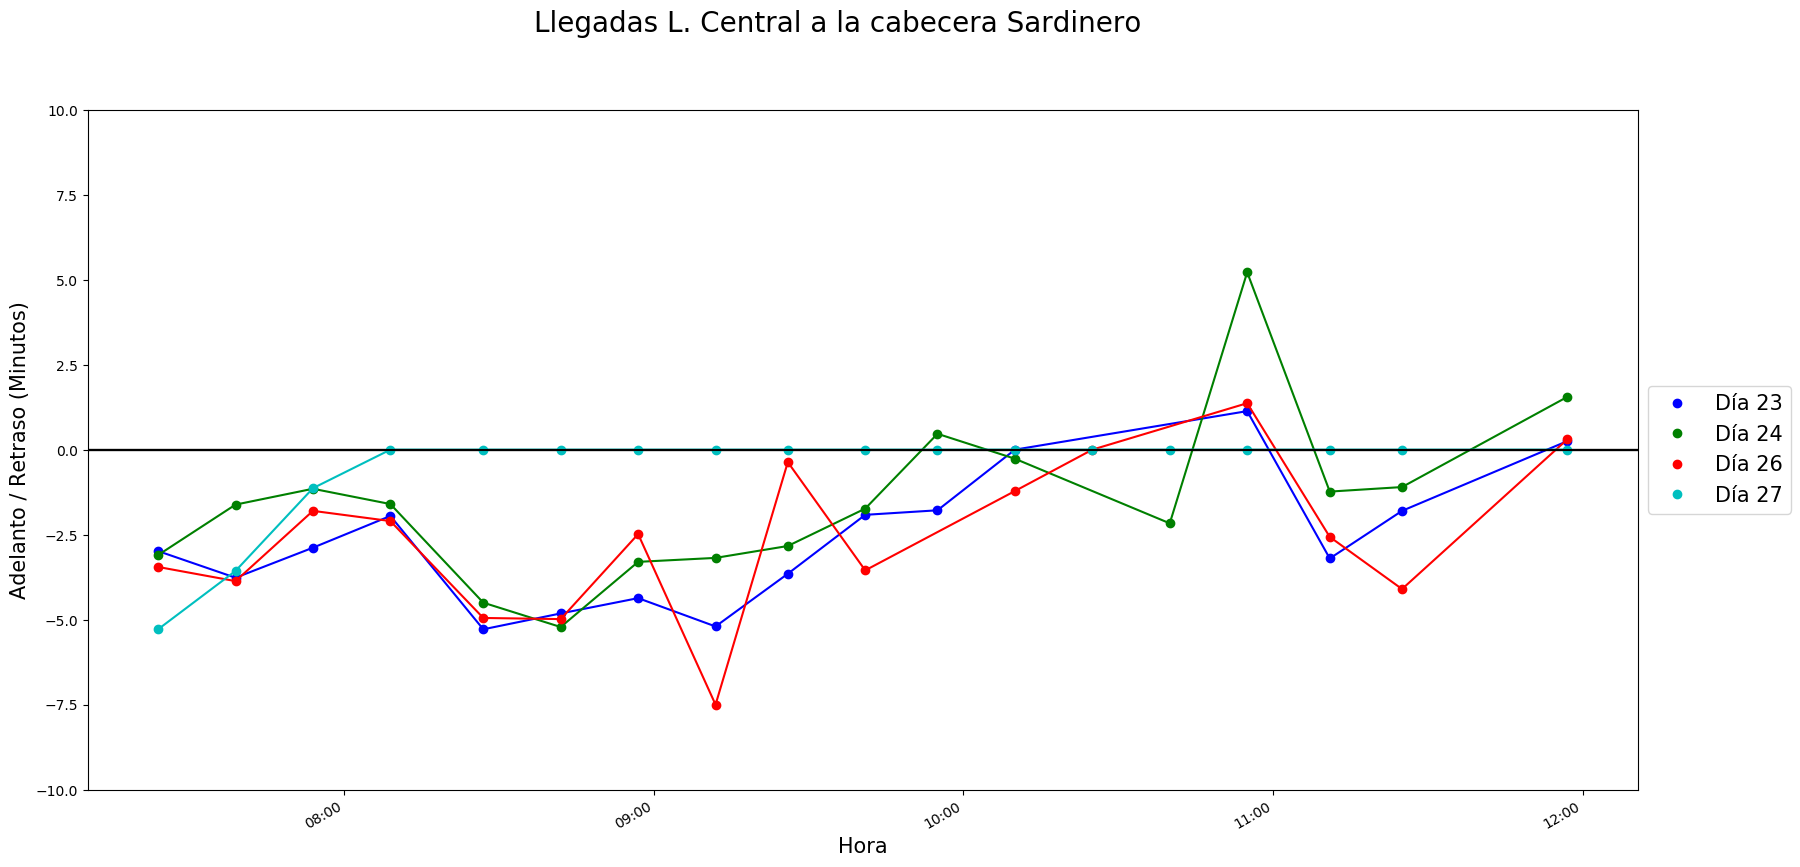 Llegadas L. Central a la cabecera Sardinero
10.0
7.5
5.0
2.5
0.0
−2.5
−5.0
−7.5
−10.0
Adelanto / Retraso (Minutos)
08:00
09:00
10:00
11:00
12:00
Hora
Día 23
Día 24
Día 26
Día 27